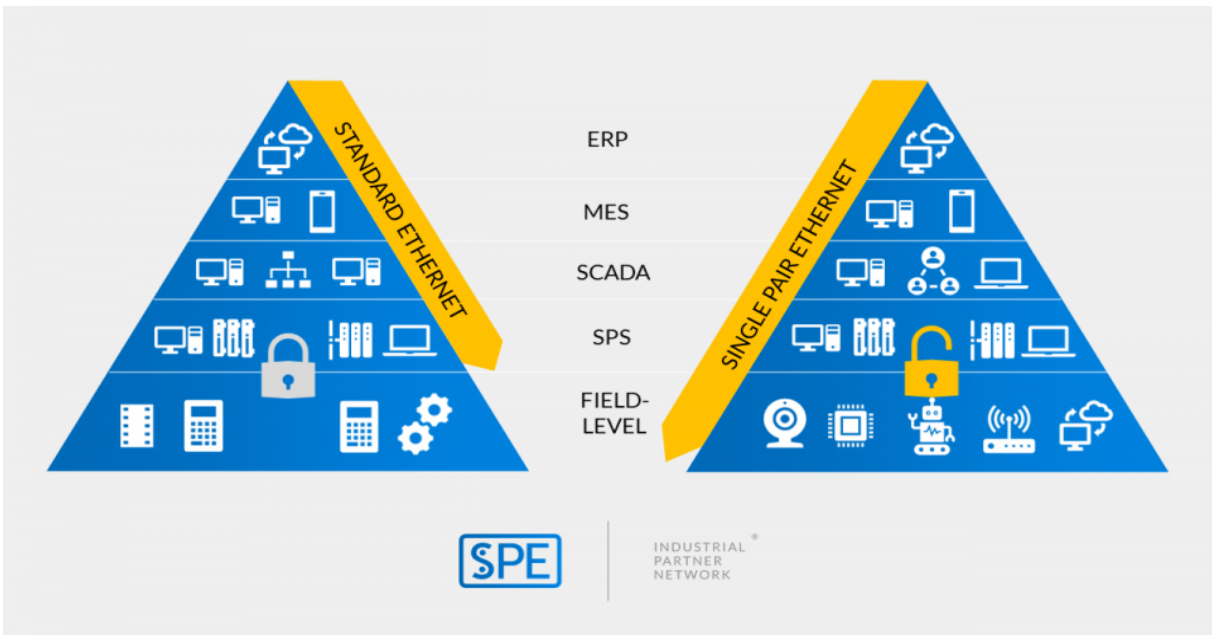 STANDARD ETHERNET
ERP
MES
SCADA
SPS
FIELD-
LEVEL
SINGLE PAIR ETHERNET
SPE
INDUSTRIAL ®
PARTNER
NETWORK